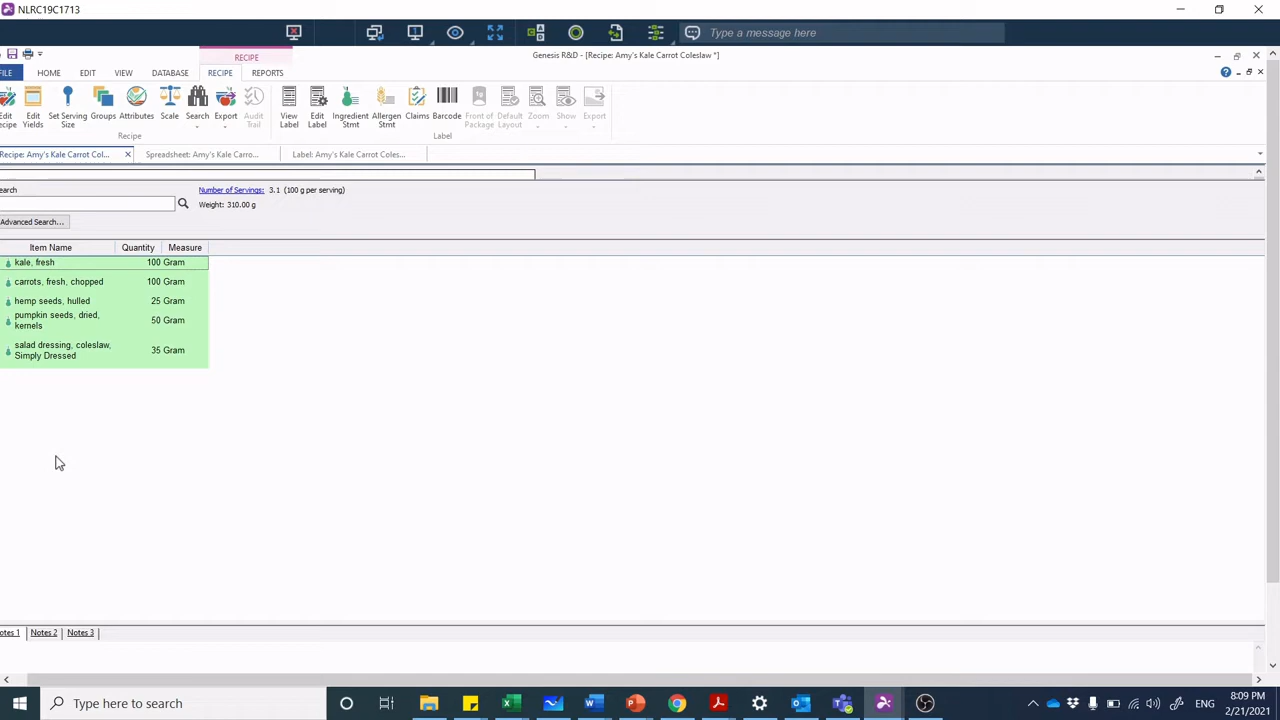 NLRC19C1713
Type a message here
RECIPE
Genesis R&D - [Recipe: Amy's Kale Carrot Coleslaw *]
FILE HOME EDIT VIEW DATABASE RECIPE REPORTS
Edit Recipe
Edit Yields
Set Serving Size
Groups
Attributes
Scale
Search
Export
Audit Trail
View Label
Edit Label
Ingredient Stmt
Allergen Stmt
Claims
Barcode
Front of Package
Default Layout
Zoom
Show
Export
Recipe Label
Recipe: Amy's Kale Carrot Col... Spreadsheet: Amy's Kale Carro... Label: Amy's Kale Carrot Coles...
earch Number of Servings: 3.1 (100 g per serving)
Weight: 310.00 g
Advanced Search...
Item Name Quantity Measure
kale, fresh 100 Gram
carrots, fresh, chopped 100 Gram
hemp seeds, hulled 25 Gram
pumpkin seeds, dried, kernels 50 Gram
salad dressing, coleslaw, Simply Dressed 35 Gram
otes 1 Notes 2 Notes 3
Type here to search
ENG
8:09 PM
2/21/2021